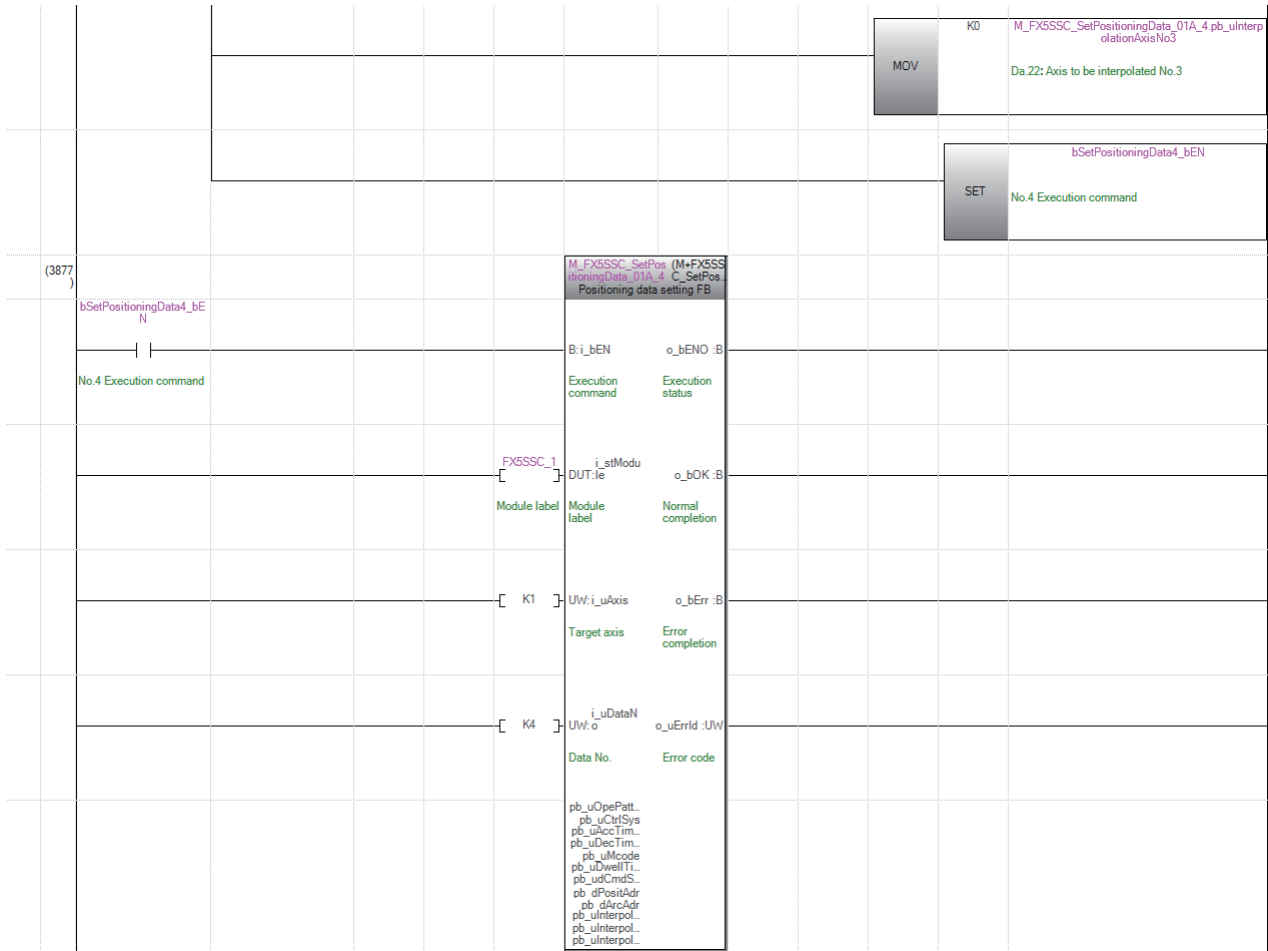 K0 M_FX5SSC_SetPositioningData_01A_4.pb_uInterp
olationAxisNo3
MOV
Da.22: Axis to be interpolated No.3
bSetPositioningData4_bEN
SET
No.4 Execution command
(3877
)
M_FX5SSC_SetPos (M+FX5SS
itioningData_01A_4 C_SetPos..
Positioning data setting FB
bSetPositioningData4_bE
N
B: i_bEN o_bENO :B
No.4 Execution command
Execution Execution
command status
FX5SSC_1
i_stModu
DUT:le o_bOK :B
Module label Module Normal
label completion
K1 UW: i_uAxis o_bErr :B
Target axis Error
completion
i_uDataN
K4 UW: o o_uErrId :UW
Data No. Error code
pb_uOpePatt...
pb_uCtrlSys
pb_uAccTim...
pb_uDecTim...
pb_uMcode
pb_uDwellTi...
pb_udCmdS...
pb_dPositAdr
pb_dArcAdr
pb_uInterpol...
pb_uInterpol...
pb_uInterpol...